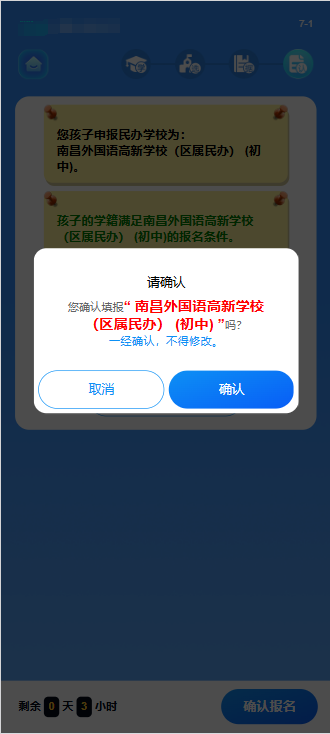 7-1
您孩子申报民办学校为：
南昌外国语高新学校（区属民办）（初
中)。
孩子的学籍满足南昌外国语高新学校
（区属民办）（初中)的报名条件。
请确认
您确认填报“ 南昌外国语高新学校
（区属民办）（初中) ”吗?
一经确认，不得修改。
取消
确认
剩余 0 天 3 小时
确认报名